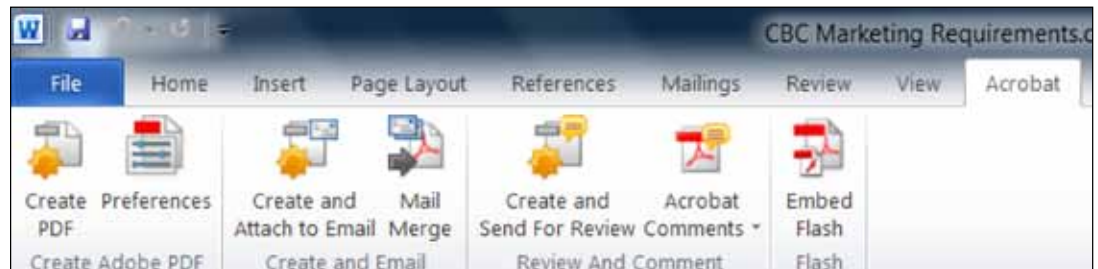 W
CBC Marketing Requirements.
File Home Insert Page Layout References Mailings Review View Acrobat
Create Preferences Create and Mail Create and Acrobat Embed
PDF Attach to Email Merge Send For Review Comments Flash
Create Adobe PDF Create and Email Review And Comment Flash